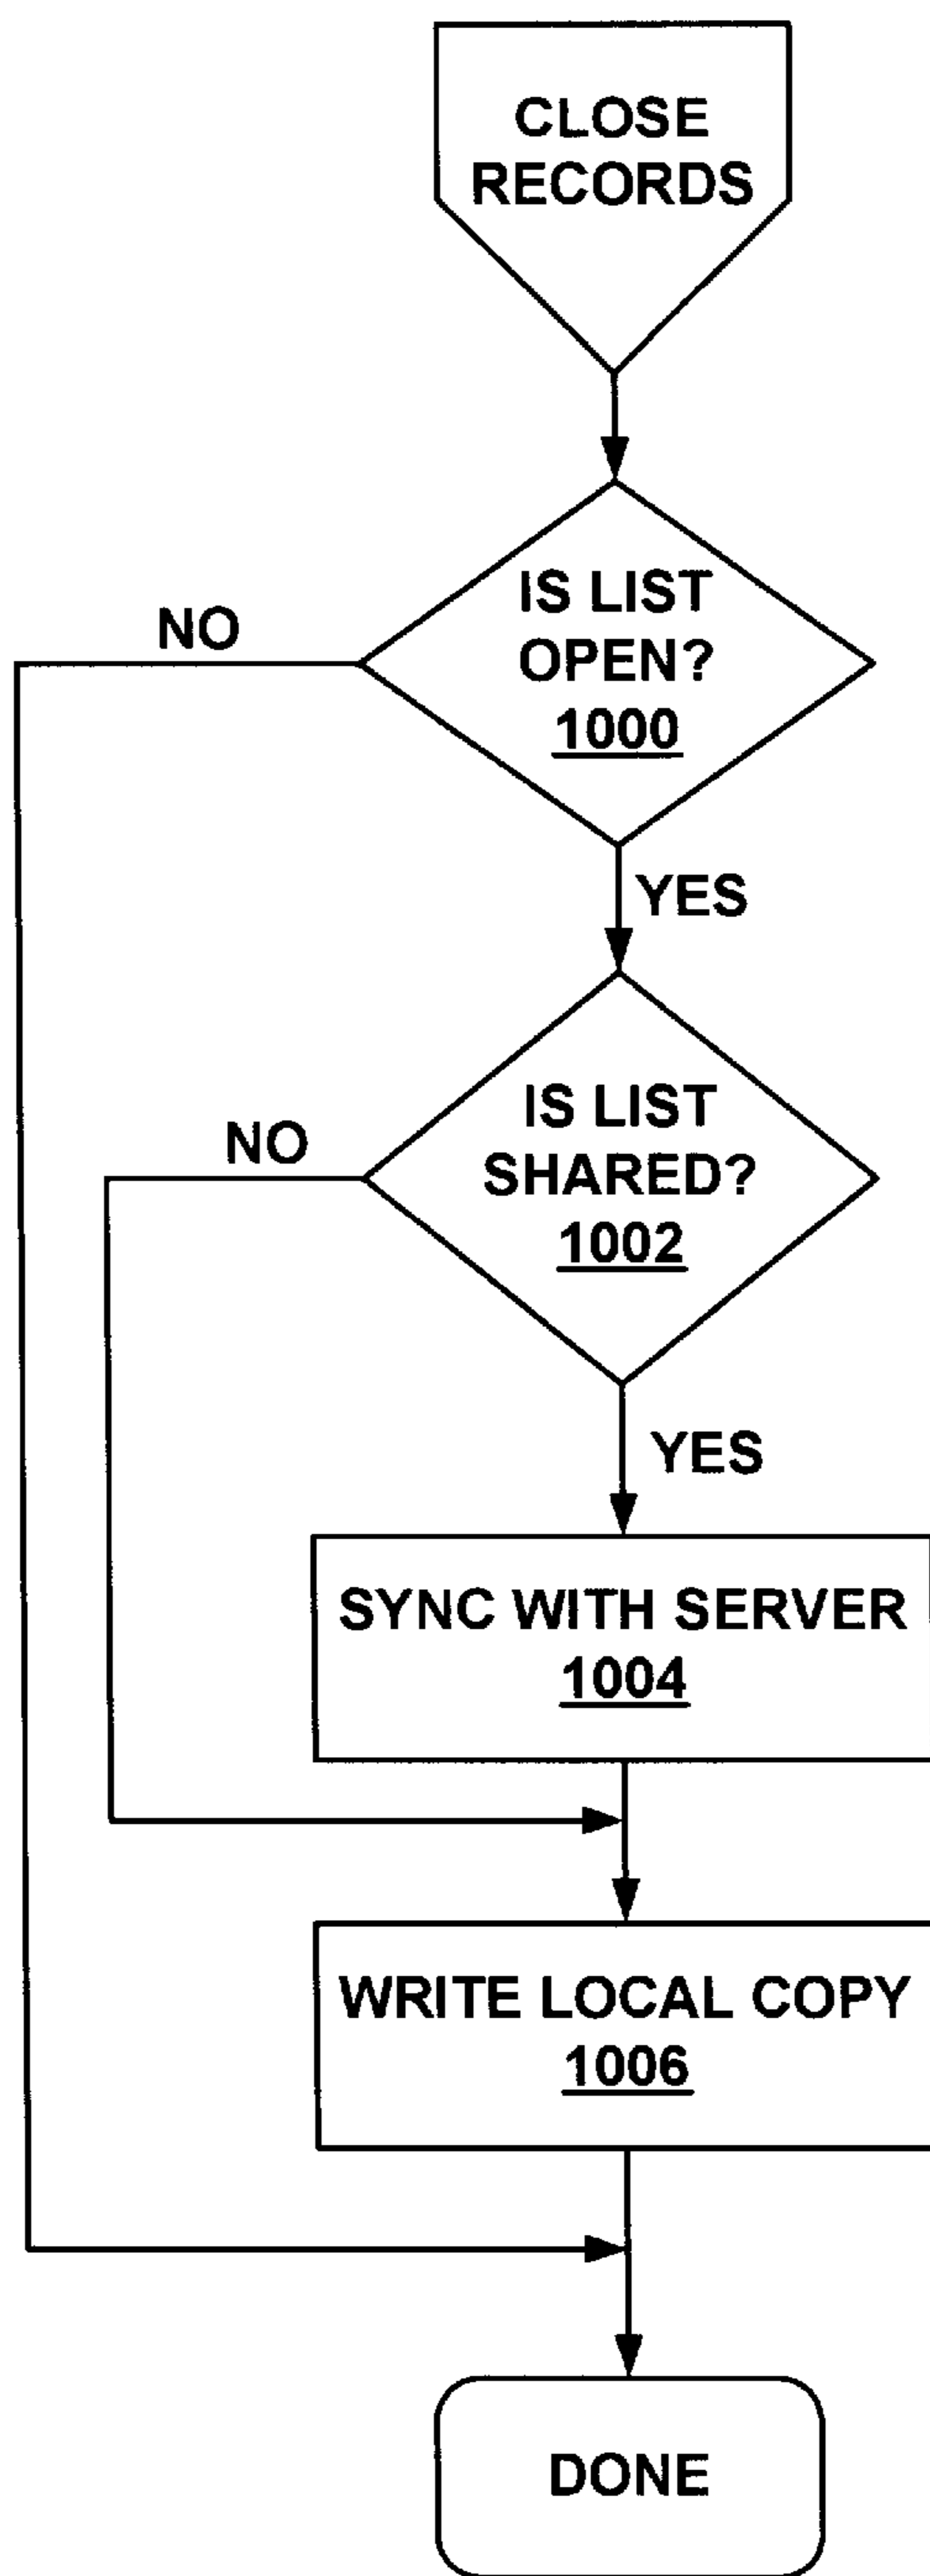 CLOSE
RECORDS
IS LIST
OPEN?
1000
NO
YES
IS LIST
SHARED?
1002
NO
YES
SYNC WITH SERVER
1004
WRITE LOCAL COPY
1006
DONE